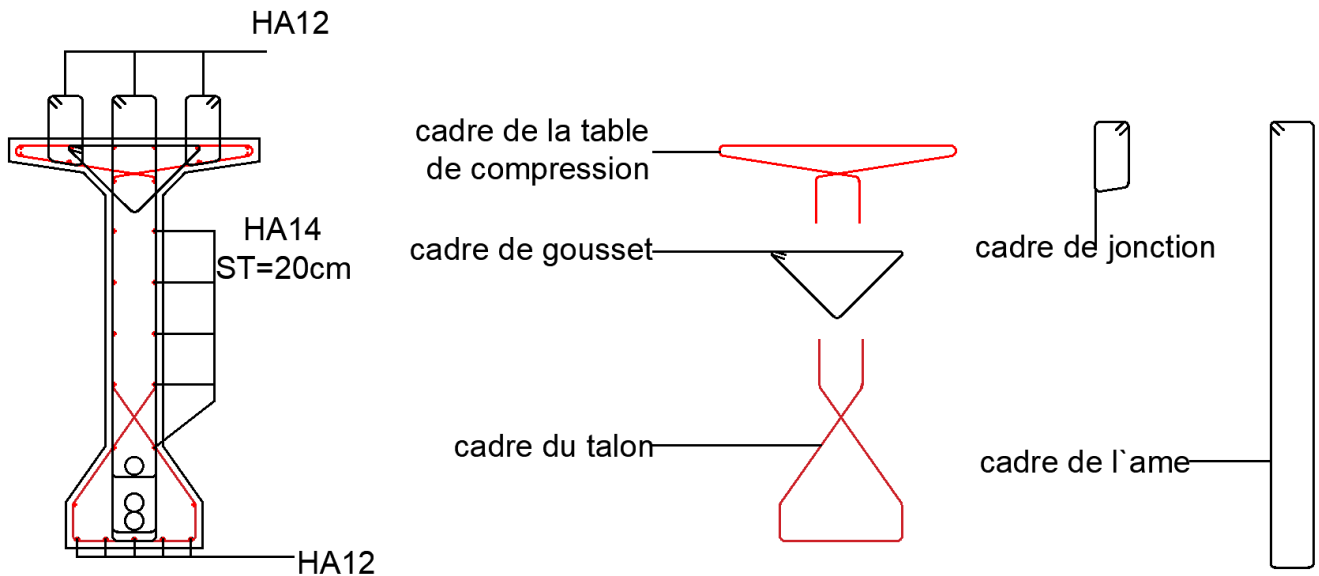 HA12
HA14
ST=20cm
HA12
cadre de la table
de compression
cadre de gousset
cadre du talon
cadre de jonction
cadre de l`ame